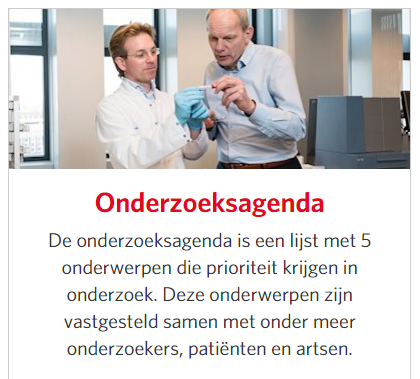 Onderzoeksagenda
De onderzoeksagenda is een lijst met 5
onderwerpen die prioriteit krijgen in
onderzoek. Deze onderwerpen zijn
vastgesteld samen met onder meer
onderzoekers, patiënten en artsen.